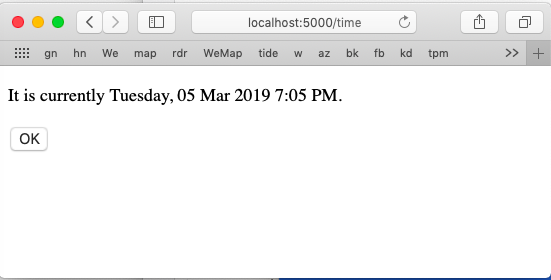 localhost:5000/time
gn hn We map rdr WeMap tide w az bk fb kd tpm >> +
It is currently Tuesday, 05 Mar 2019 7:05 PM.
OK